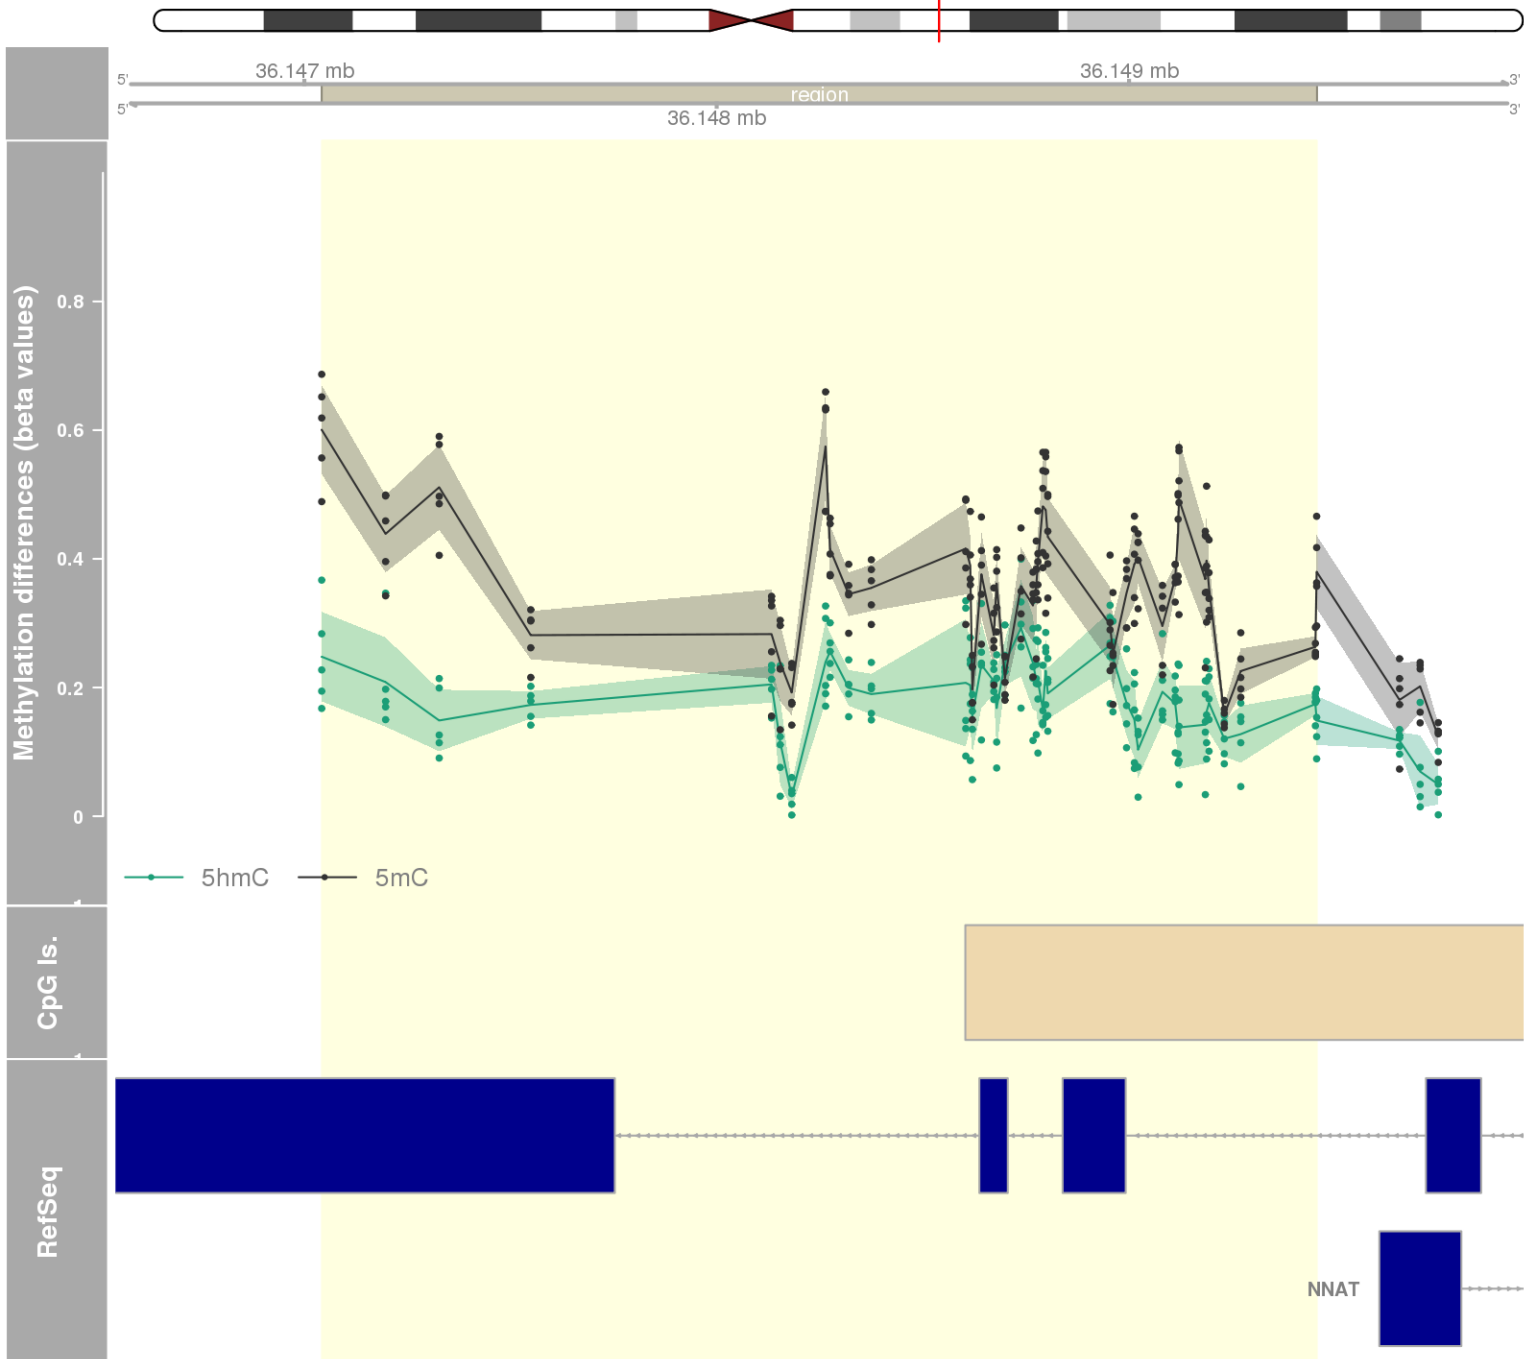 36.147 mb
36.149 mb
5'
3'
region
5'
3'
36.148 mb
Methylation differences (beta values)
0.8
0.6
0.4
0.2
0
5hmC
5mC
CpG Is.
RefSeq
NNAT